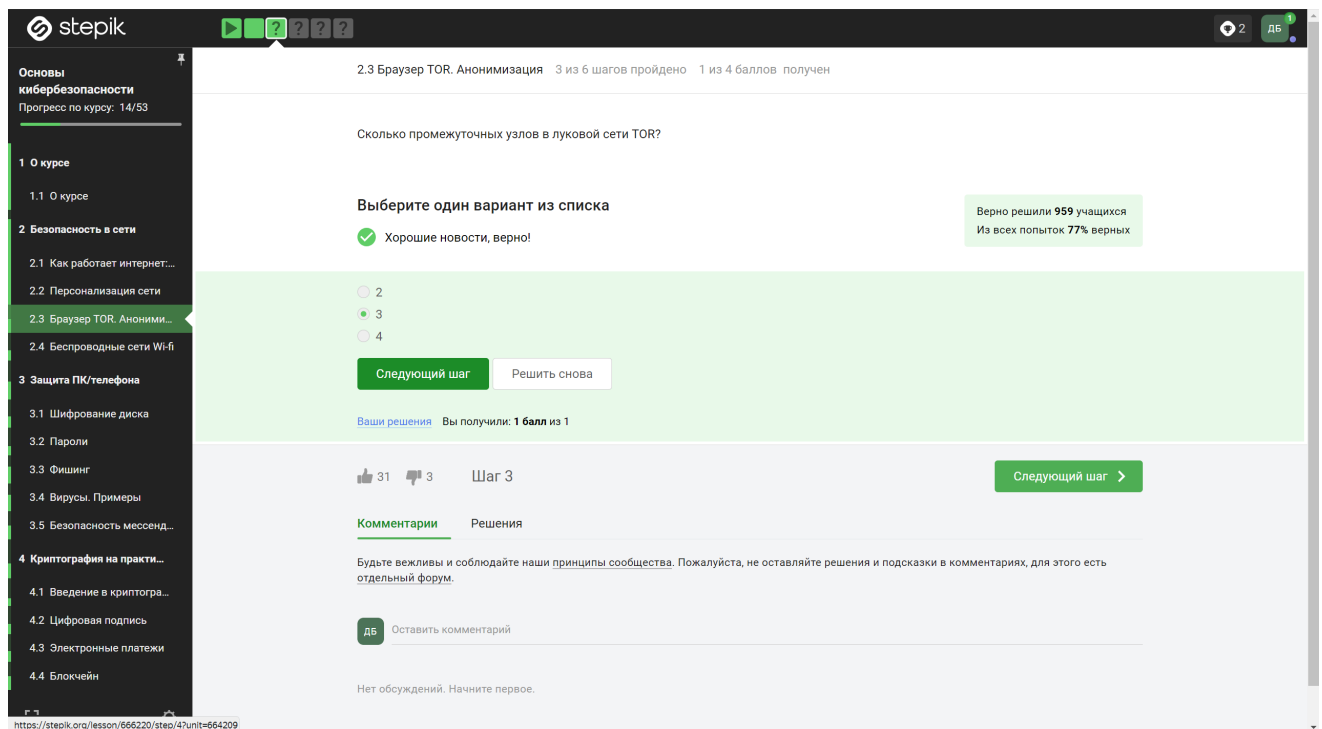 stepik
? ? ? ?
2
ДБ
1
Основы
кибербезопасности
Прогресс по курсу: 14/53
1 О курсе
1.1 О курсе
2 Безопасность в сети
2.1 Как работает интернет:...
2.2 Персонализация сети
2.3 Браузер TOR. Анонимиз...
2.4 Беспроводные сети Wi-fi
3 Защита ПК/телефона
3.1 Шифрование диска
3.2 Пароли
3.3 Фишинг
3.4 Вирусы. Примеры
3.5 Безопасность мессенд...
4 Криптография на практи...
4.1 Введение в криптогра...
4.2 Цифровая подпись
4.3 Электронные платежи
4.4 Блокчейн
https://stepik.org/lesson/666220/step/4?unit=664209
2.3 Браузер TOR. Анонимизация 3 из 6 шагов пройдено 1 из 4 баллов получен
Сколько промежуточных узлов в луковой сети TOR?
Выберите один вариант из списка
Хорошие новости, верно!
Верно решили 959 учащихся
Из всех попыток 77% верных
2
3
4
Следующий шаг Решить снова
Ваши решения Вы получили: 1 балл из 1
31 3 Шаг 3 Следующий шаг
Комментарии Решения
Будьте вежливы и соблюдайте наши принципы сообщества. Пожалуйста, не оставляйте решения и подсказки в комментариях, для этого есть
отдельный форум.
ДБ Оставить комментарий
Нет обсуждений. Начните первое.